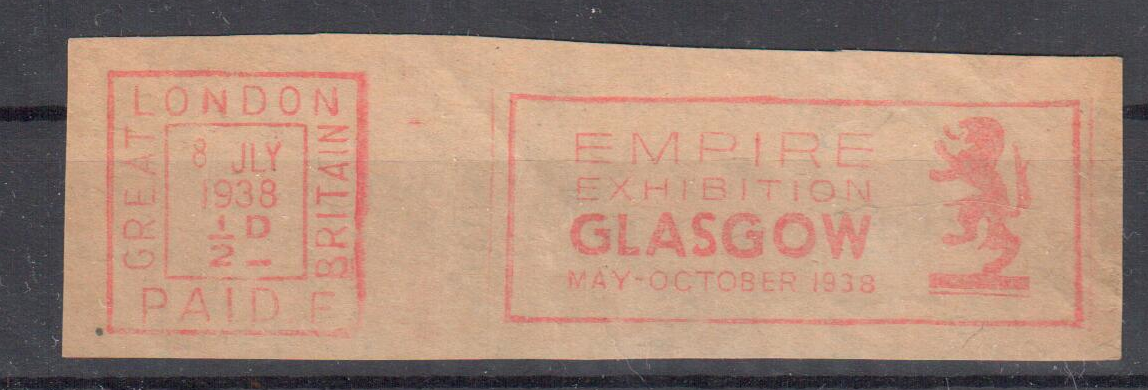 LONDON
GREAT
BRITAIN
8 JLY
1938
½D
PAID E
EMPIRE
EXHIBITION
GLASGOW
MAY-OCTOBER 1938